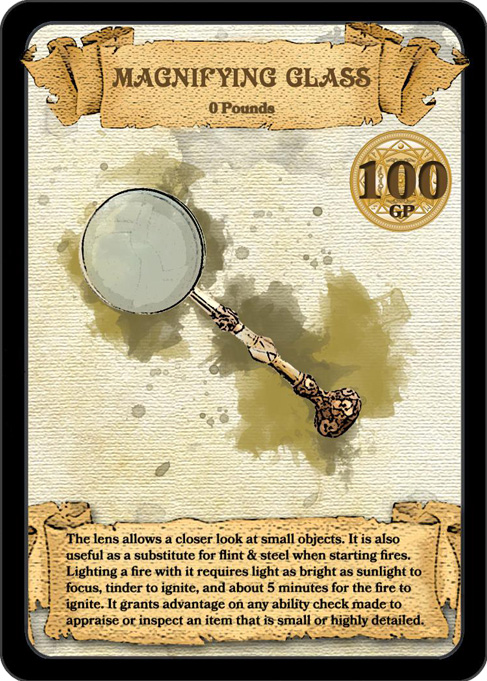 MAGNIFYING GLASS
0 Pounds
100
GP
The lens allows a closer look at small objects. It is also
useful as a substitute for flint & steel when starting fires.
Lighting a fire with it requires light as bright as sunlight to
focus, tinder to ignite, and about 5 minutes for the fire to
ignite. It grants advantage on any ability check made to
appraise or inspect an item that is small or highly detailed.